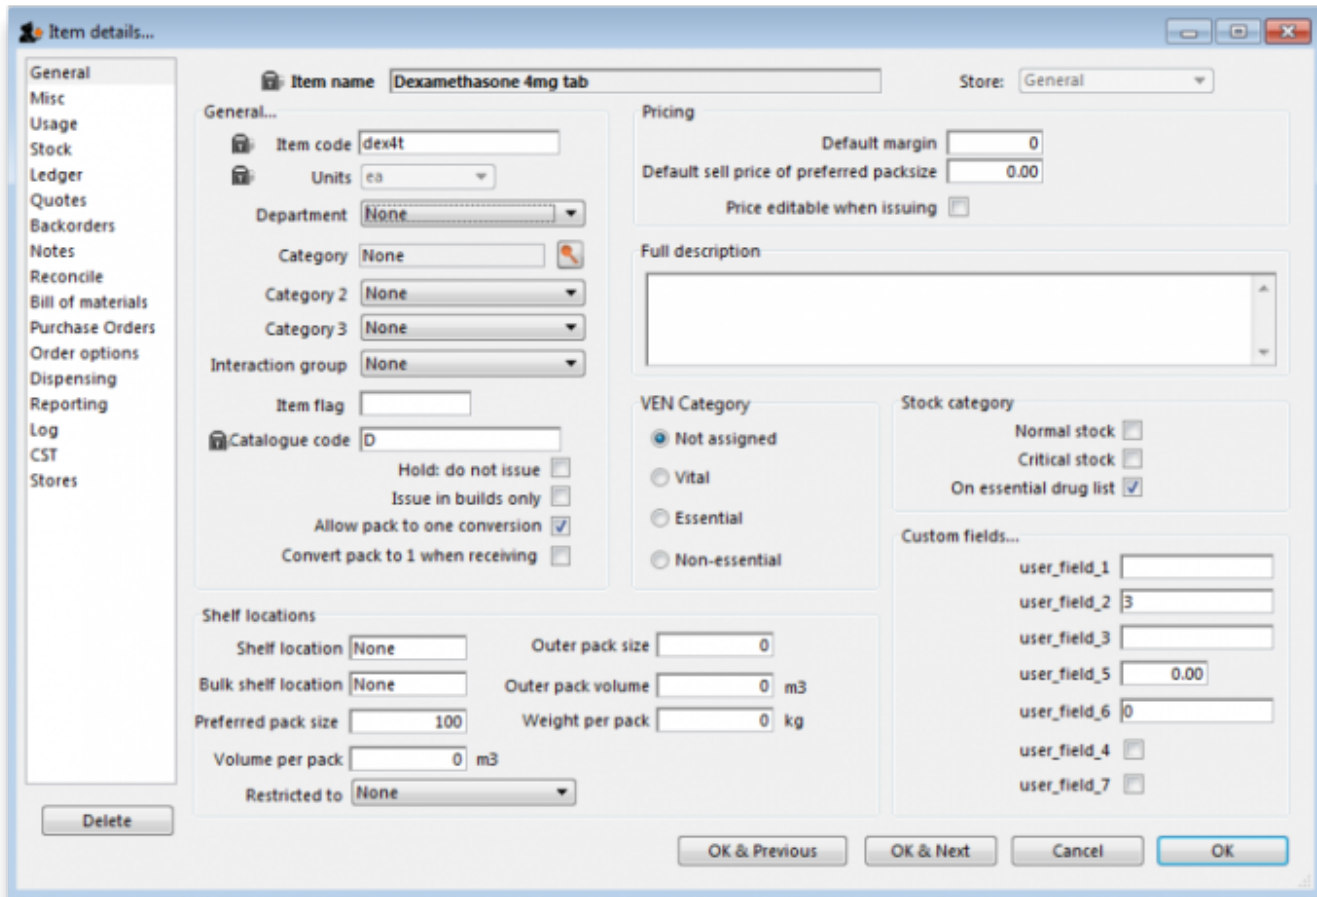 Item details...
General
Misc
Usage
Stock
Ledger
Quotes
Backorders
Notes
Reconcile
Bill of materials
Purchase Orders
Order options
Dispensing
Reporting
Log
CST
Stores
Delete
Item name Dexamethasone 4mg tab
Store: General
General...
Item code dex4t
Units ea
Department None
Category None
Category 2 None
Category 3 None
Interaction group None
Item flag
Catalogue code D
Hold: do not issue
Issue in builds only
Allow pack to one conversion
Convert pack to 1 when receiving
Pricing
Default margin 0
Default sell price of preferred packsize 0.00
Price editable when issuing
Full description
VEN Category
Not assigned
Vital
Essential
Non-essential
Stock category
Normal stock
Critical stock
On essential drug list
Custom fields...
user_field_1
user_field_2 3
user_field_3
user_field_5 0.00
user_field_6 0
user_field_4
user_field_7
Shelf locations
Shelf location None
Bulk shelf location None
Preferred pack size 100
Volume per pack 0 m3
Restricted to None
Outer pack size 0
Outer pack volume 0 m3
Weight per pack 0 kg
OK & Previous
OK & Next
Cancel
OK